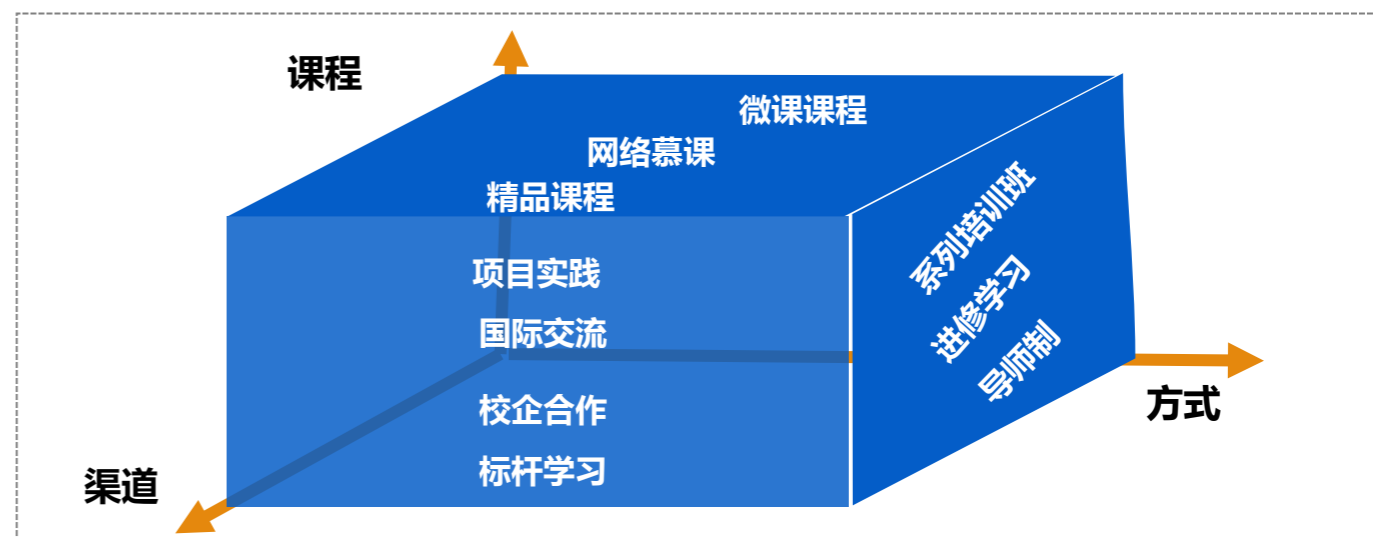 课程
微课课程
网络慕课
精品课程
系列培训班
项目实践
进修学习
国际交流
导师制
方式
校企合作
标杆学习
渠道